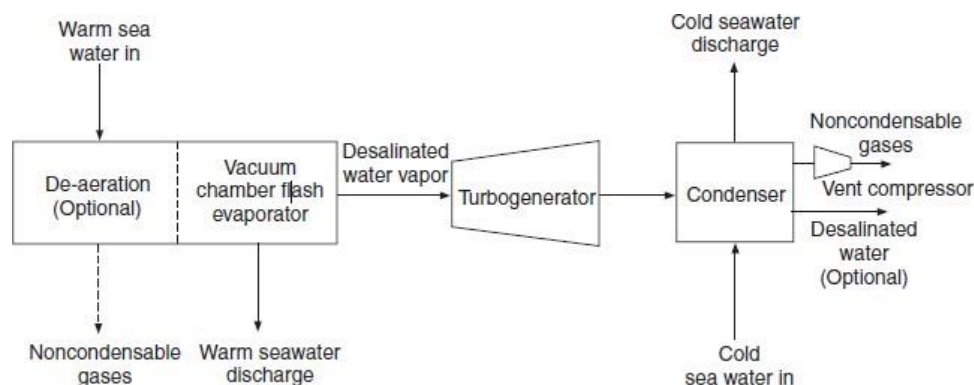 Warm sea
water in
Cold seawater
discharge
De-aeration
(Optional)
Vacuum
chamber flash
evaporator
Desalinated
water vapor
Turbogenerator
Condenser
Noncondensable
gases
Vent compressor
Desalinated
water
(Optional)
Noncondensable
gases
Warm seawater
discharge
Cold
sea water in